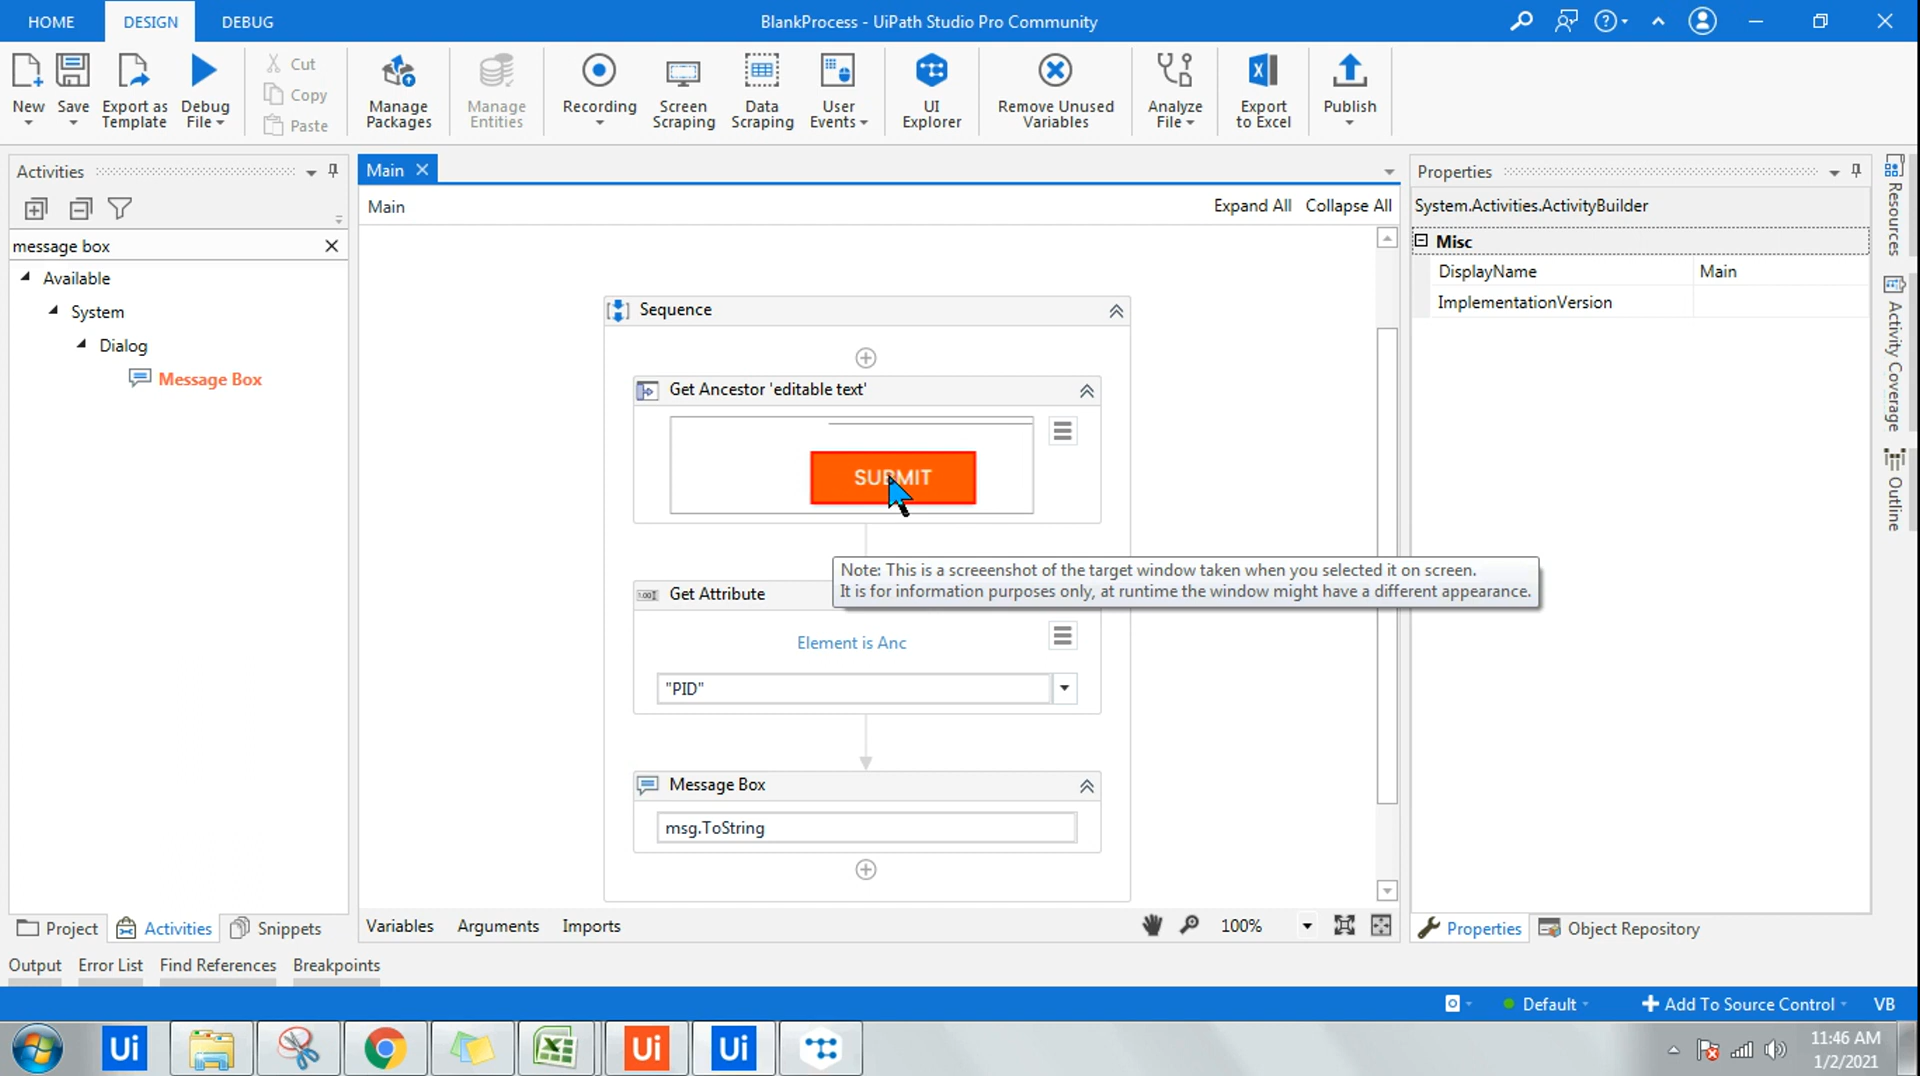 HOME
DESIGN
DEBUG
BlankProcess - UiPath Studio Pro Community
New
Save
Export as
Template
Debug
File
Cut
Copy
Paste
Manage
Packages
Manage
Entities
Recording
Screen
Scraping
Data
Scraping
User
Events
UI
Explorer
Remove Unused
Variables
Analyze
File
Export
to Excel
Publish
Activities
message box
Available
System
Dialog
Message Box
Main
Main
Expand All
Collapse All
Sequence
Get Ancestor 'editable text'
SUBMIT
Note: This is a screeenshot of the target window taken when you selected it on screen.
It is for information purposes only, at runtime the window might have a different appearance.
Get Attribute
Element is Anc
"PID"
Message Box
msg.ToString
Properties
System.Activities.ActivityBuilder
Misc
DisplayName
Main
ImplementationVersion
Resources
Activity Coverage
Outline
Project
Activities
Snippets
Variables
Arguments
Imports
100%
Properties
Object Repository
Output
Error List
Find References
Breakpoints
Default
Add To Source Control
VB
Ui
Ui
Ui
11:46 AM
1/2/2021